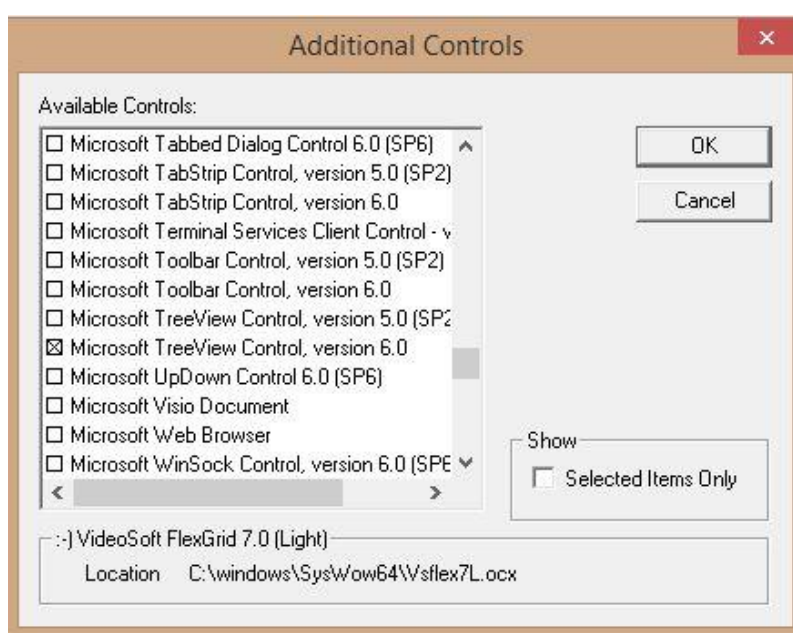 Additional Controls
Available Controls:
Microsoft Tabbed Dialog Control 6.0 (SP6)
Microsoft TabStrip Control, version 5.0 (SP2)
Microsoft TabStrip Control, version 6.0
Microsoft Terminal Services Client Control - v
Microsoft Toolbar Control, version 5.0 (SP2)
Microsoft Toolbar Control, version 6.0
Microsoft TreeView Control, version 5.0 (SP2
Microsoft TreeView Control, version 6.0
Microsoft UpDown Control 6.0 (SP6)
Microsoft Visio Document
Microsoft Web Browser
Microsoft WinSock Control, version 6.0 (SP6
OK
Cancel
Show
Selected Items Only
:-) VideoSoft FlexGrid 7.0 (Light)
Location C:\windows\SysWow64\Vsflex7L.ocx